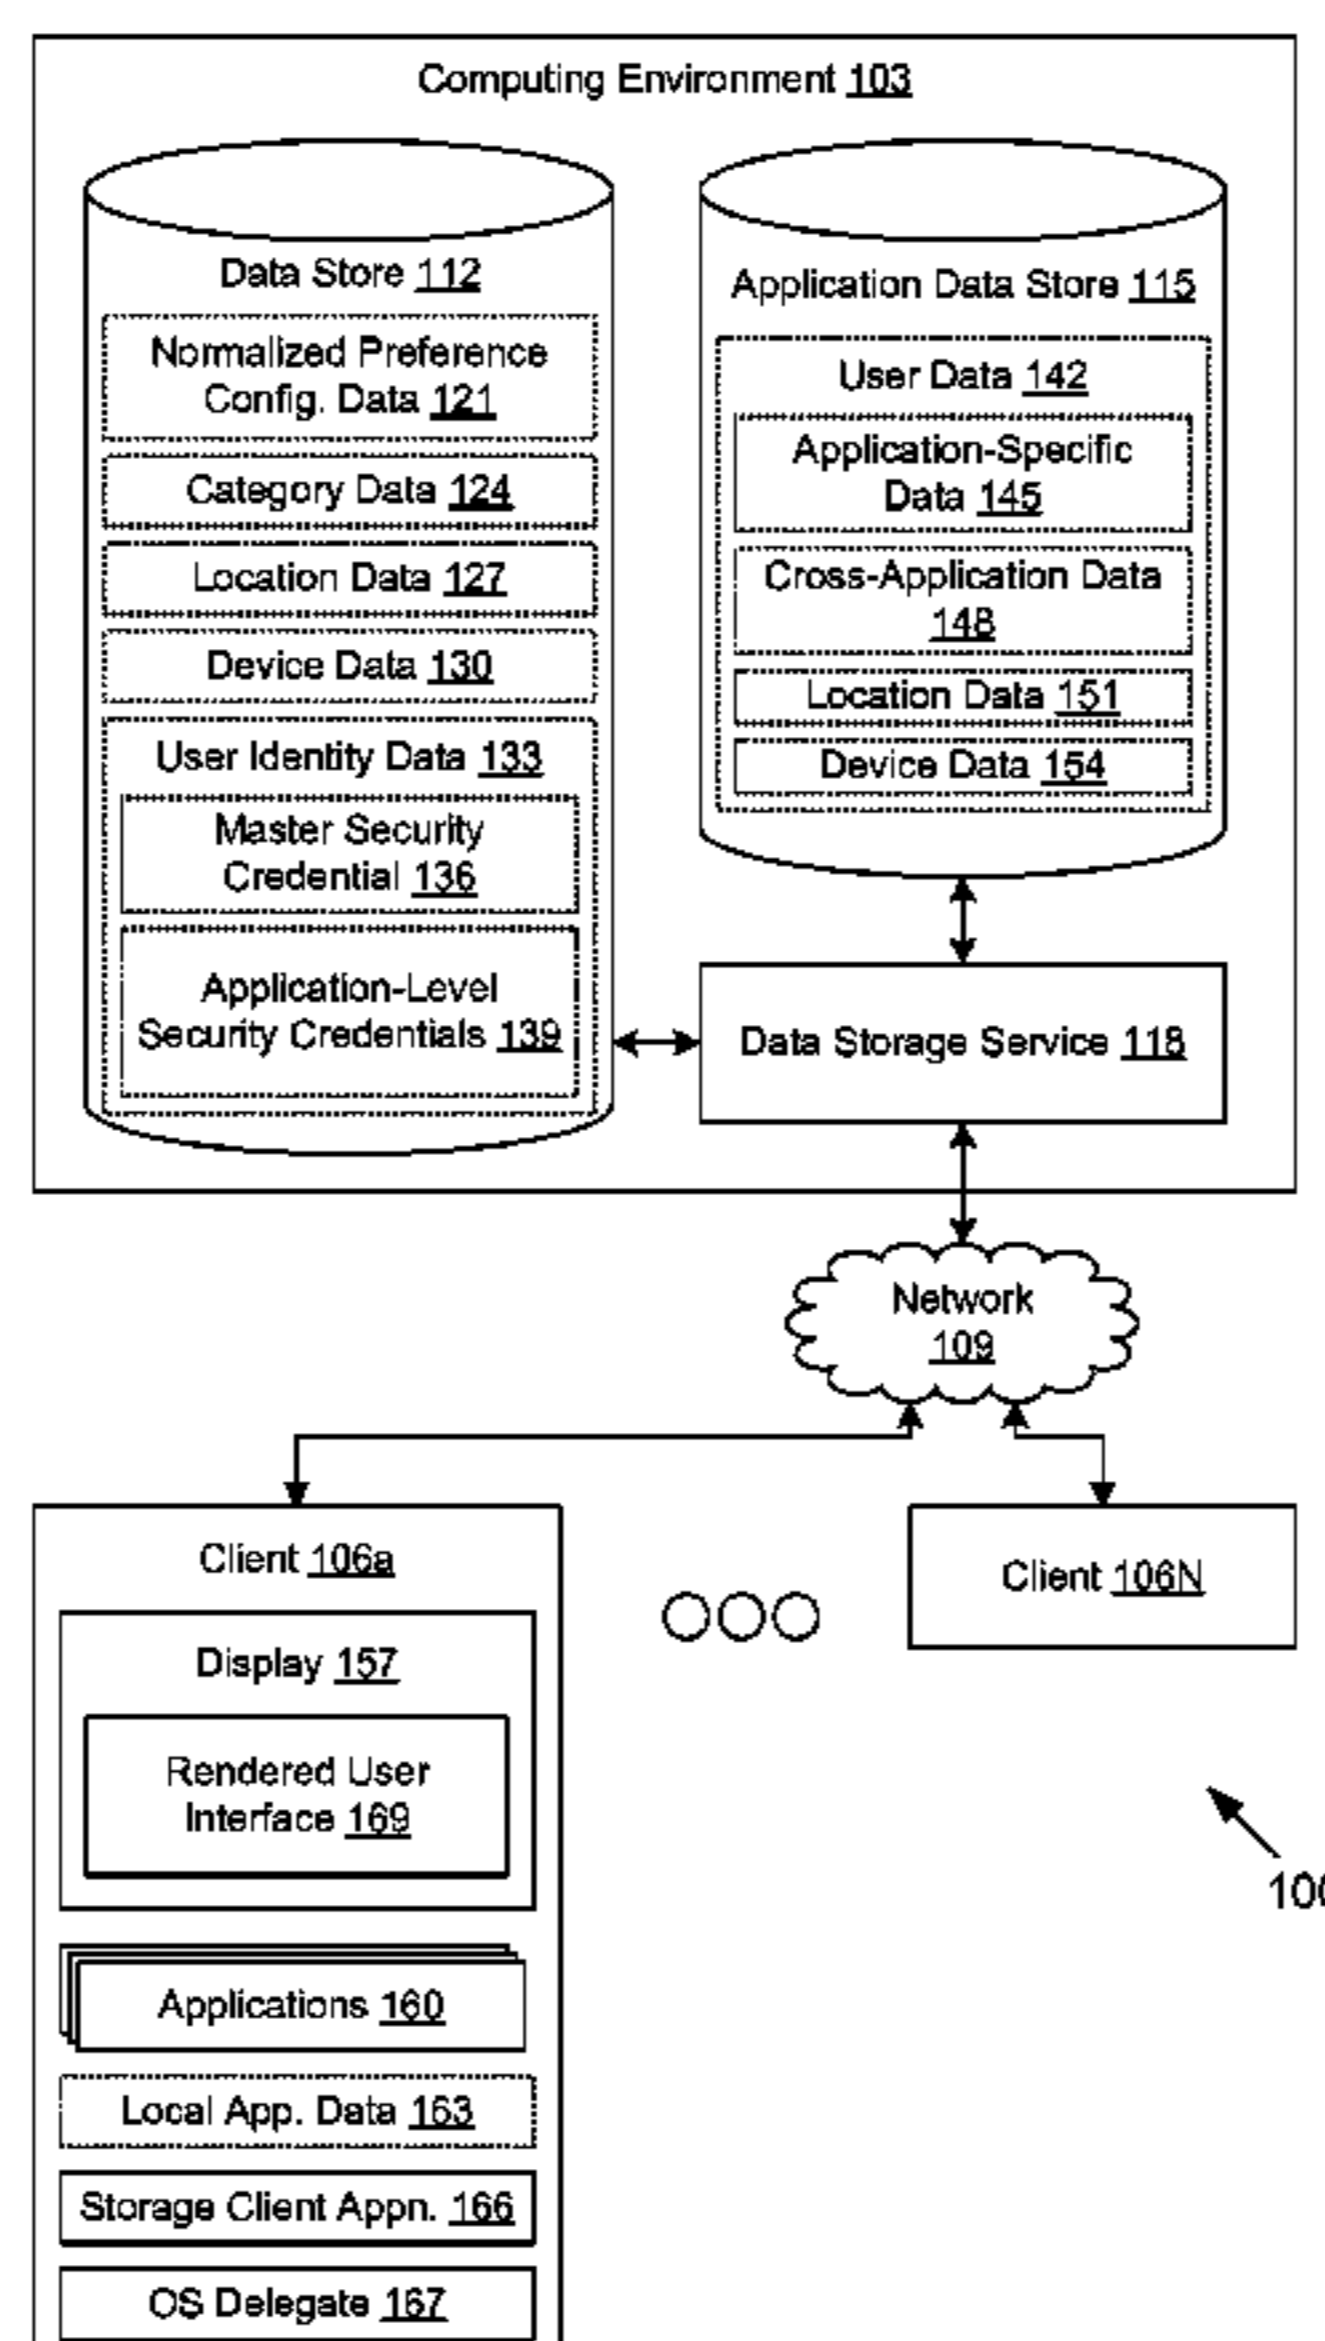 Computing Environment 103
Data Store 112
Normalized Preference
Config. Data 121
Category Data 124
Location Data 127
Device Data 130
User Identity Data 133
Master Security
Credential 136
Application-Level
Security Credentials 139
Application Data Store 115
User Data 142
Application-Specific
Data 145
Cross-Application Data
148
Location Data 151
Device Data 154
Data Storage Service 118
Network
109
Client 106a
Display 157
Rendered User
Interface 169
Applications 160
Local App. Data 163
Storage Client Appn. 166
OS Delegate 167
Client 106N